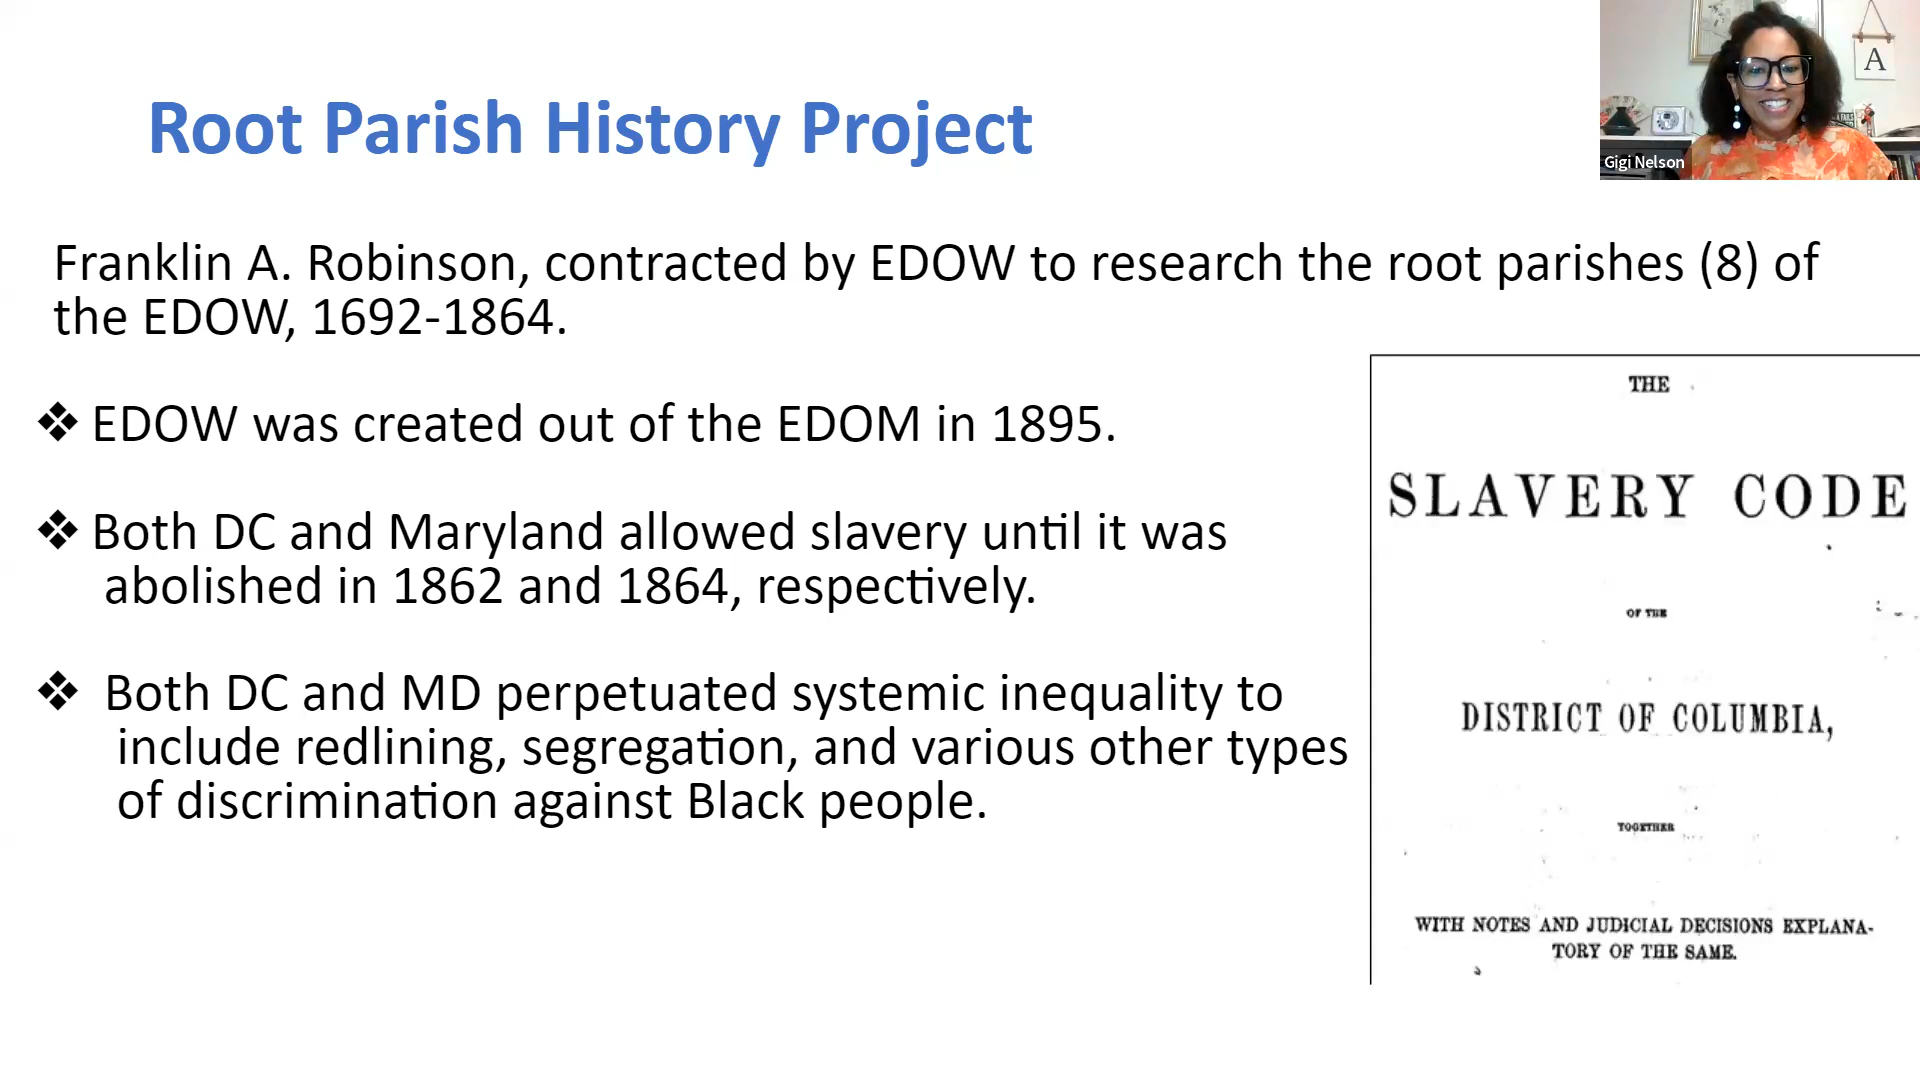 Root Parish History Project
A
Gigi Nelson
Franklin A. Robinson, contracted by EDOW to research the root parishes (8) of
the EDOW, 1692-1864.
❖ EDOW was created out of the EDOM in 1895.
❖ Both DC and Maryland allowed slavery until it was
abolished in 1862 and 1864, respectively.
❖ Both DC and MD perpetuated systemic inequality to
include redlining, segregation, and various other types
of discrimination against Black people.
THE
SLAVERY CODE
OF THE
DISTRICT OF COLUMBIA,
TOGETHER
WITH NOTES AND JUDICIAL DECISIONS EXPLANA-
TORY OF THE SAME.